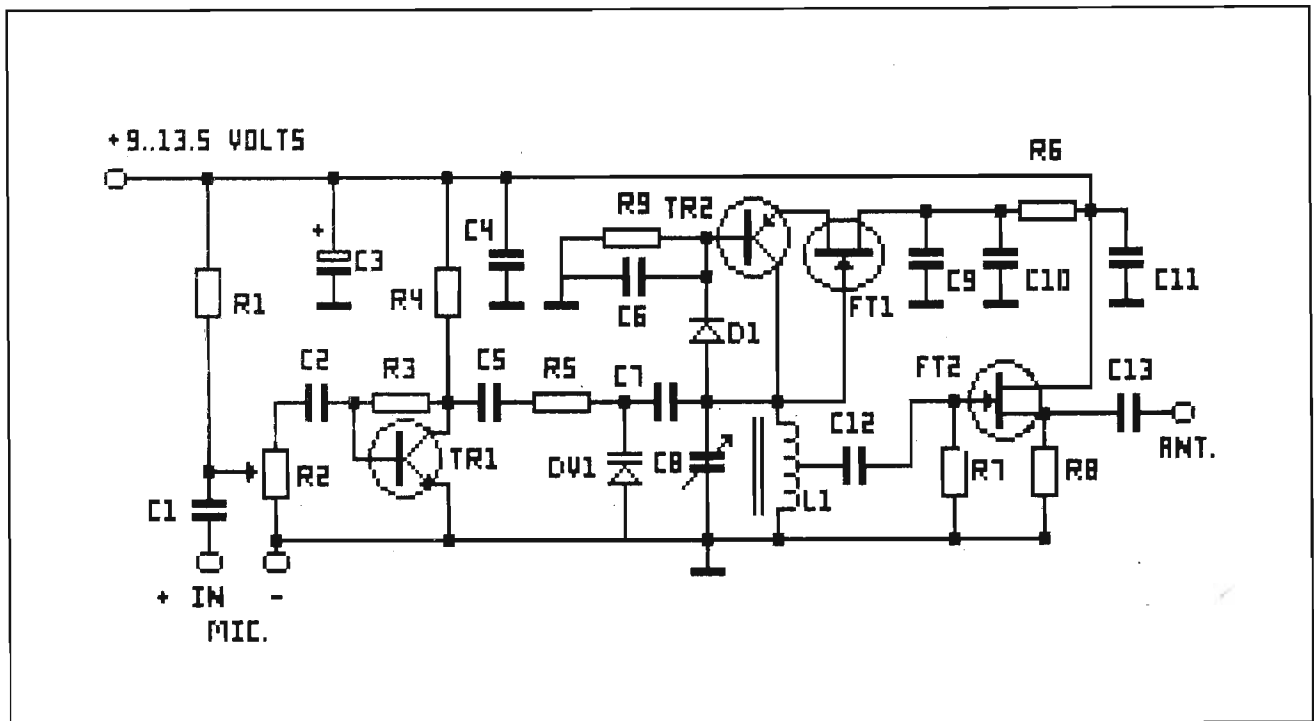 +9..13.5 VOLTS
R6
R9
TR2
C4
C3
R1
R4
C6
FT1
C9
C10
C11
D1
C2
R3
C5
R5
C7
FT2
C13
C12
ANT.
R2
TR1
DV1
C8
L1
R7
R8
C1
+ IN -
MIC.